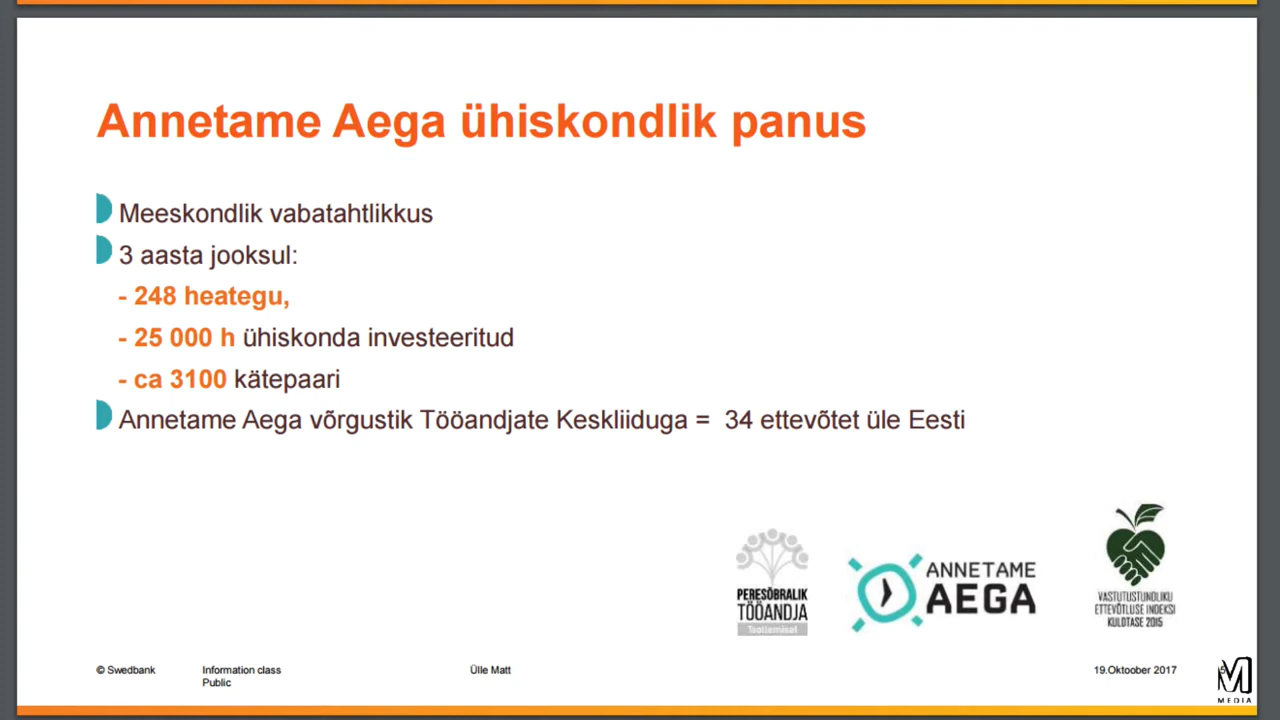 Annetame Aega ühiskondlik panus
Meeskondlik vabatahtlikkus
3 aasta jooksul:
- 248 heategu,
- 25 000 h ühiskonda investeeritud
- ca 3100 kätepaari
Annetame Aega võrgustik Tööandjate Keskliiduga = 34 ettevõtet üle Eesti
PERESÕBRALIK
TÖÖANDJA
Tootlemisel
ANNETAME
AEGA
VASTUTUSTUNDLIKU
ETTEVÕTLUSE INDEKSI
KULDTASE 2015
© Swedbank
Information class
Public
Ülle Matt
19.Oktoober 2017
M
MEDIA